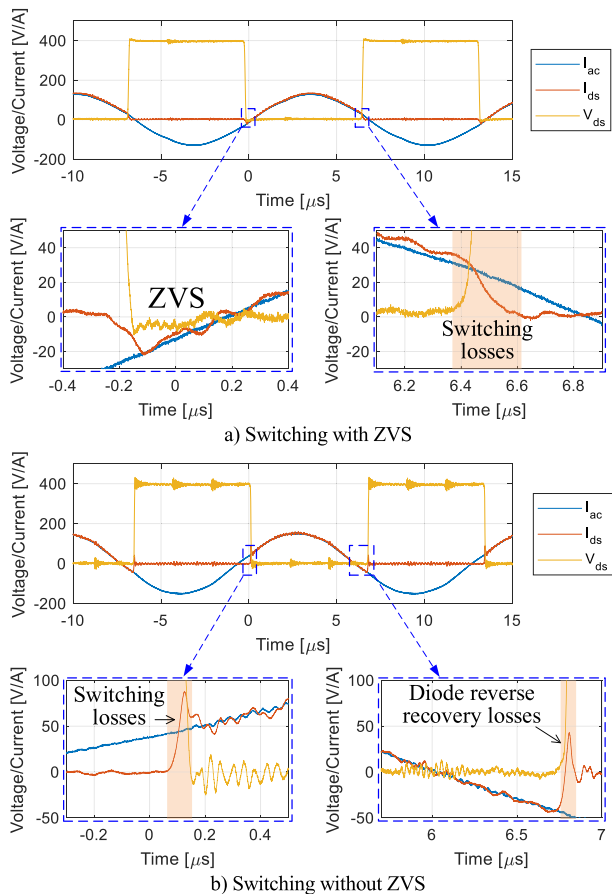 Voltage/Current [V/A]
400
200
0
-200
-10
-5
0
5
10
15
Time [μs]
I_ac
I_ds
V_ds
Voltage/Current [V/A]
40
20
0
-20
ZVS
-0.4
-0.2
0
0.2
0.4
Time [μs]
Voltage/Current [V/A]
40
20
0
-20
Switching
losses
6.2
6.4
6.6
6.8
Time [μs]
a) Switching with ZVS
Voltage/Current [V/A]
400
200
0
-200
-10
-5
0
5
10
15
Time [μs]
I_ac
I_ds
V_ds
Voltage/Current [V/A]
100
50
0
-50
Switching
losses
-0.2
0
0.2
0.4
Time [μs]
Voltage/Current [V/A]
100
50
0
-50
Diode reverse
recovery losses
6
6.5
7
Time [μs]
b) Switching without ZVS